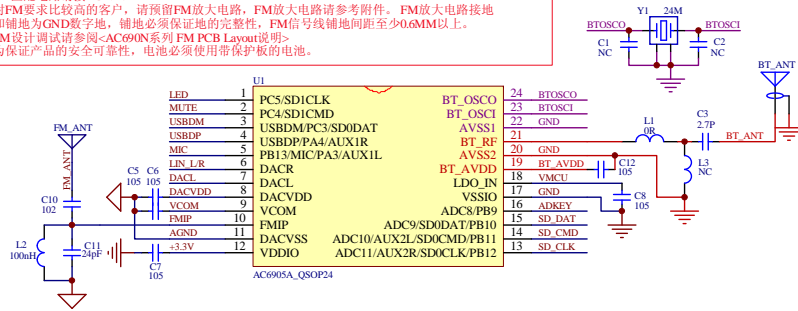 对FM要求比较高的客户，请预留FM放大电路，FM放大电路请参考附件。 FM放大电路接地
和铺地为GND数字地，铺地必须保证地的完整性，FM信号线铺地间距至少0.6MM以上。
M设计调试请参阅<AC690N系列 FM PCB Layout说明>
为保证产品的安全可靠性，电池必须使用带保护板的电池。
Y1 24M
BTOSCO BTOSCI
C1
NC
C2
NC
BT_ANT
U1
LED 1 PC5/SD1CLK
MUTE 2 PC4/SD1CMD
USBDM 3 USBDM/PC3/SD0DAT
USBDP 4 USBDP/PA4/AUX1R
MIC 5 PB13/MIC/PA3/AUX1L
LIN_L/R 6 DACR
DACL 7 DACL
DACVDD 8 DACVDD
VCOM 9 VCOM
FMIP 10 FMIP
AGND 11 DACVSS
+3.3V 12 VDDIO
BT_OSCO 24 BTOSCO
BT_OSCI 23 BTOSCI
AVSS1 22 GND
BT_RF 21
AVSS2 20 GND
BT_AVDD 19 BT_AVDD
LDO_IN 18 VMCU
VSSIO 17 GND
ADC8/PB9 16 ADKEY
ADC9/SD0DAT/PB10 15 SD_DAT
ADC10/AUX2L/SD0CMD/PB11 14 SD_CMD
ADC11/AUX2R/SD0CLK/PB12 13 SD_CLK
AC6905A_QSOP24
FM_ANT
FM_ANT
C10
102
L2
100nH
C11
24pF
C5
105
C6
105
C7
105
C12
105
C8
105
L1
0R
C3
2.7P
BT_ANT
L3
NC